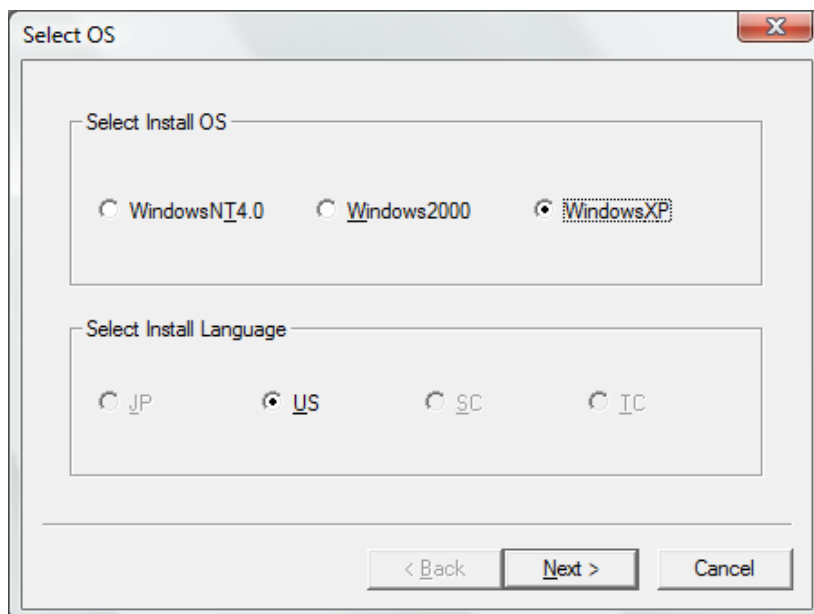 Select OS
Select Install OS
WindowsNT4.0 Windows2000 WindowsXP
Select Install Language
JP US SC TC
< Back Next > Cancel